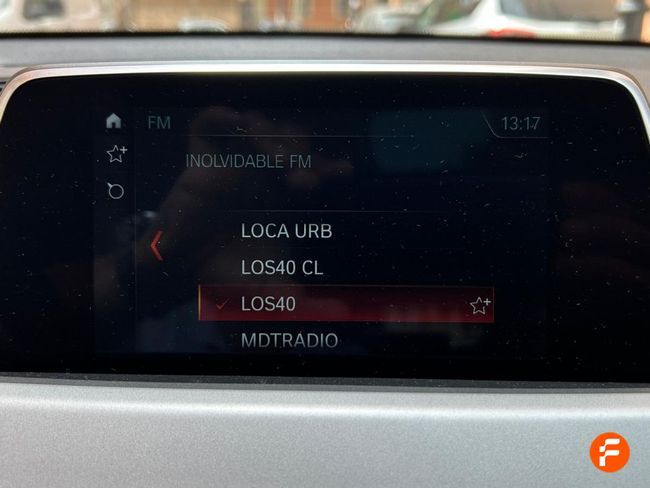 FM
13:17
INOLVIDABLE FM
LOCA URB
LOS40 CL
LOS40
MDTRADIO